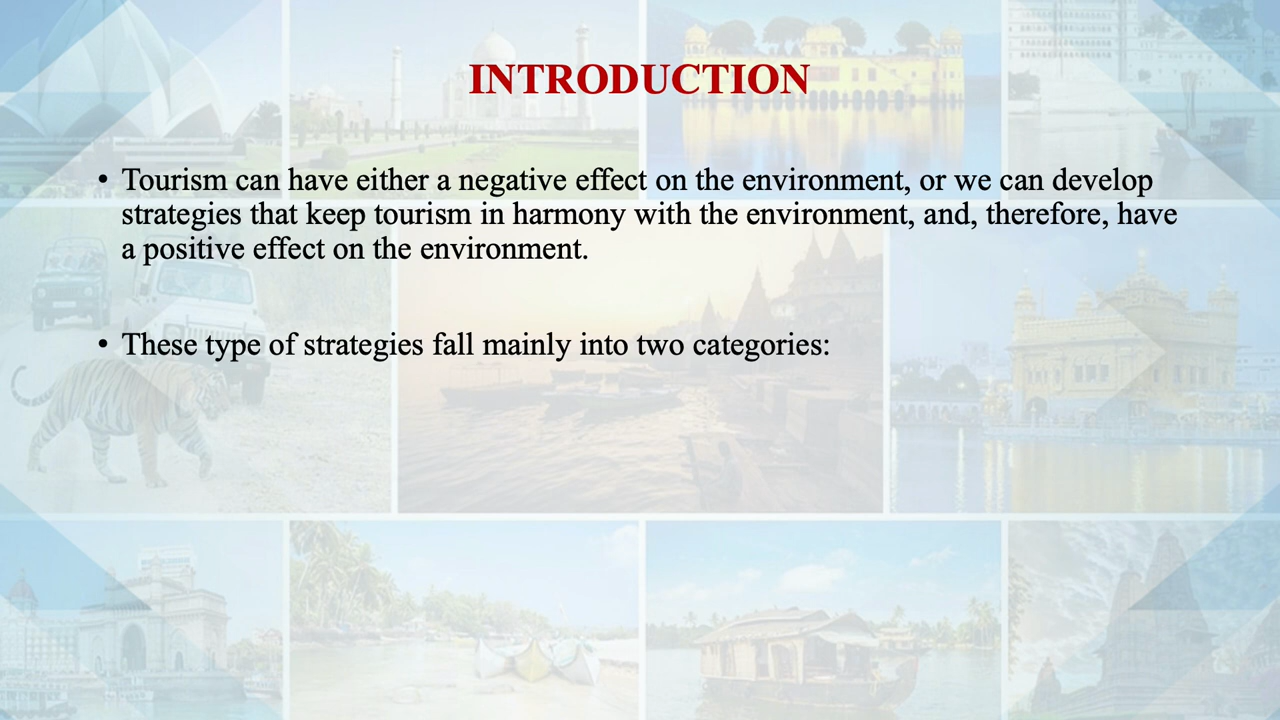 INTRODUCTION
• Tourism can have either a negative effect on the environment, or we can develop
strategies that keep tourism in harmony with the environment, and, therefore, have
a positive effect on the environment.
• These type of strategies fall mainly into two categories: